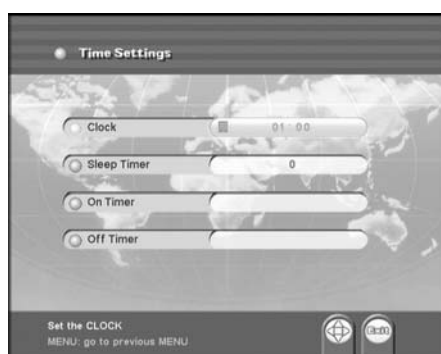 Time Settings
Clock 01:00
Sleep Timer 0
On Timer
Off Timer
Set the CLOCK
MENU: go to previous MENU